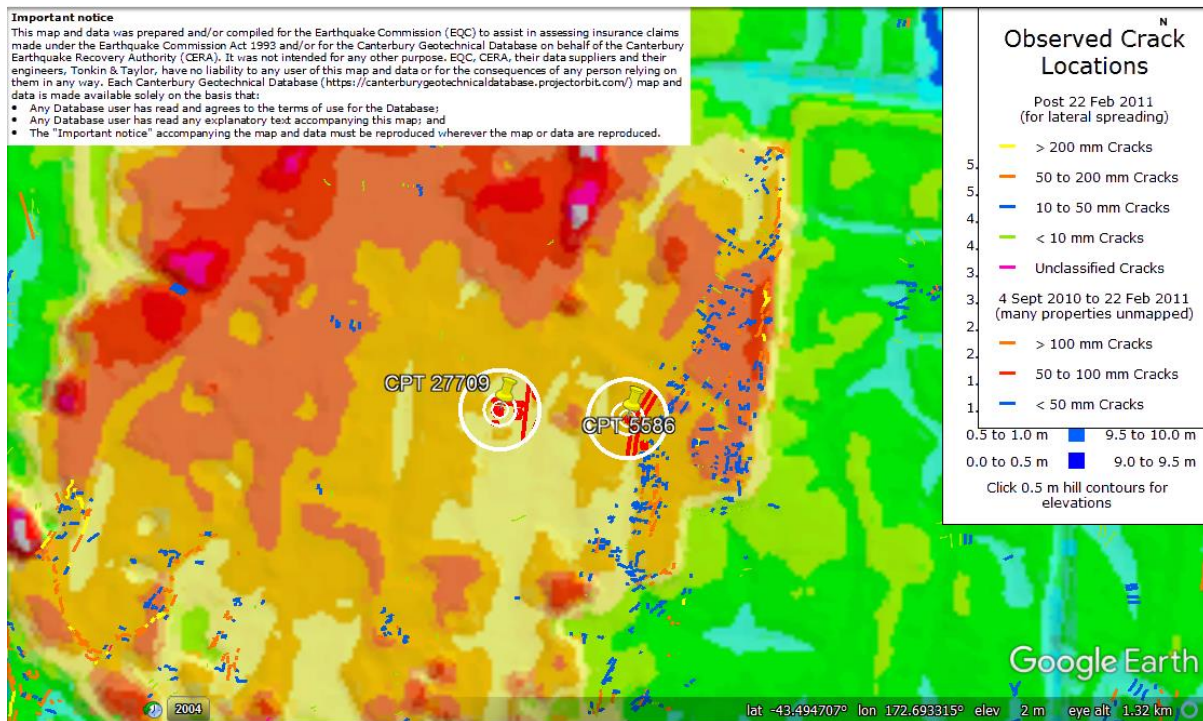 Important notice
This map and data was prepared and/or compiled for the Earthquake Commission (EQC) to assist in assessing insurance claims
made under the Earthquake Commission Act 1993 and/or for the Canterbury Geotechnical Database on behalf of the Canterbury
Earthquake Recovery Authority (CERA). It was not intended for any other purpose. EQC, CERA, their data suppliers and their
engineers, Tonkin & Taylor, have no liability to any user of this map and data or for the consequences of any person relying on
them in any way. Each Canterbury Geotechnical Database (https://canterburygeotechnicaldatabase.projectorbit.com/) map and
data is made available solely on the basis that:
• Any Database user has read and agrees to the terms of use for the Database;
• Any Database user has read any explanatory text accompanying this map; and
• The "Important notice" accompanying the map and data must be reproduced wherever the map or data are reproduced.
N
Observed Crack
Locations
Post 22 Feb 2011
(for lateral spreading)
> 200 mm Cracks
5.
50 to 200 mm Cracks
5.
10 to 50 mm Cracks
4.
< 10 mm Cracks
4.
Unclassified Cracks
3.
4 Sept 2010 to 22 Feb 2011
3.
(many properties unmapped)
2.
> 100 mm Cracks
2.
50 to 100 mm Cracks
1.
< 50 mm Cracks
1.
0.5 to 1.0 m 9.5 to 10.0 m
0.0 to 0.5 m 9.0 to 9.5 m
Click 0.5 m hill contours for
elevations
CPT 27709
CPT 5586
Google Earth
2004
lat -43.494707° lon 172.693315° elev 2 m eye alt 1.32 km